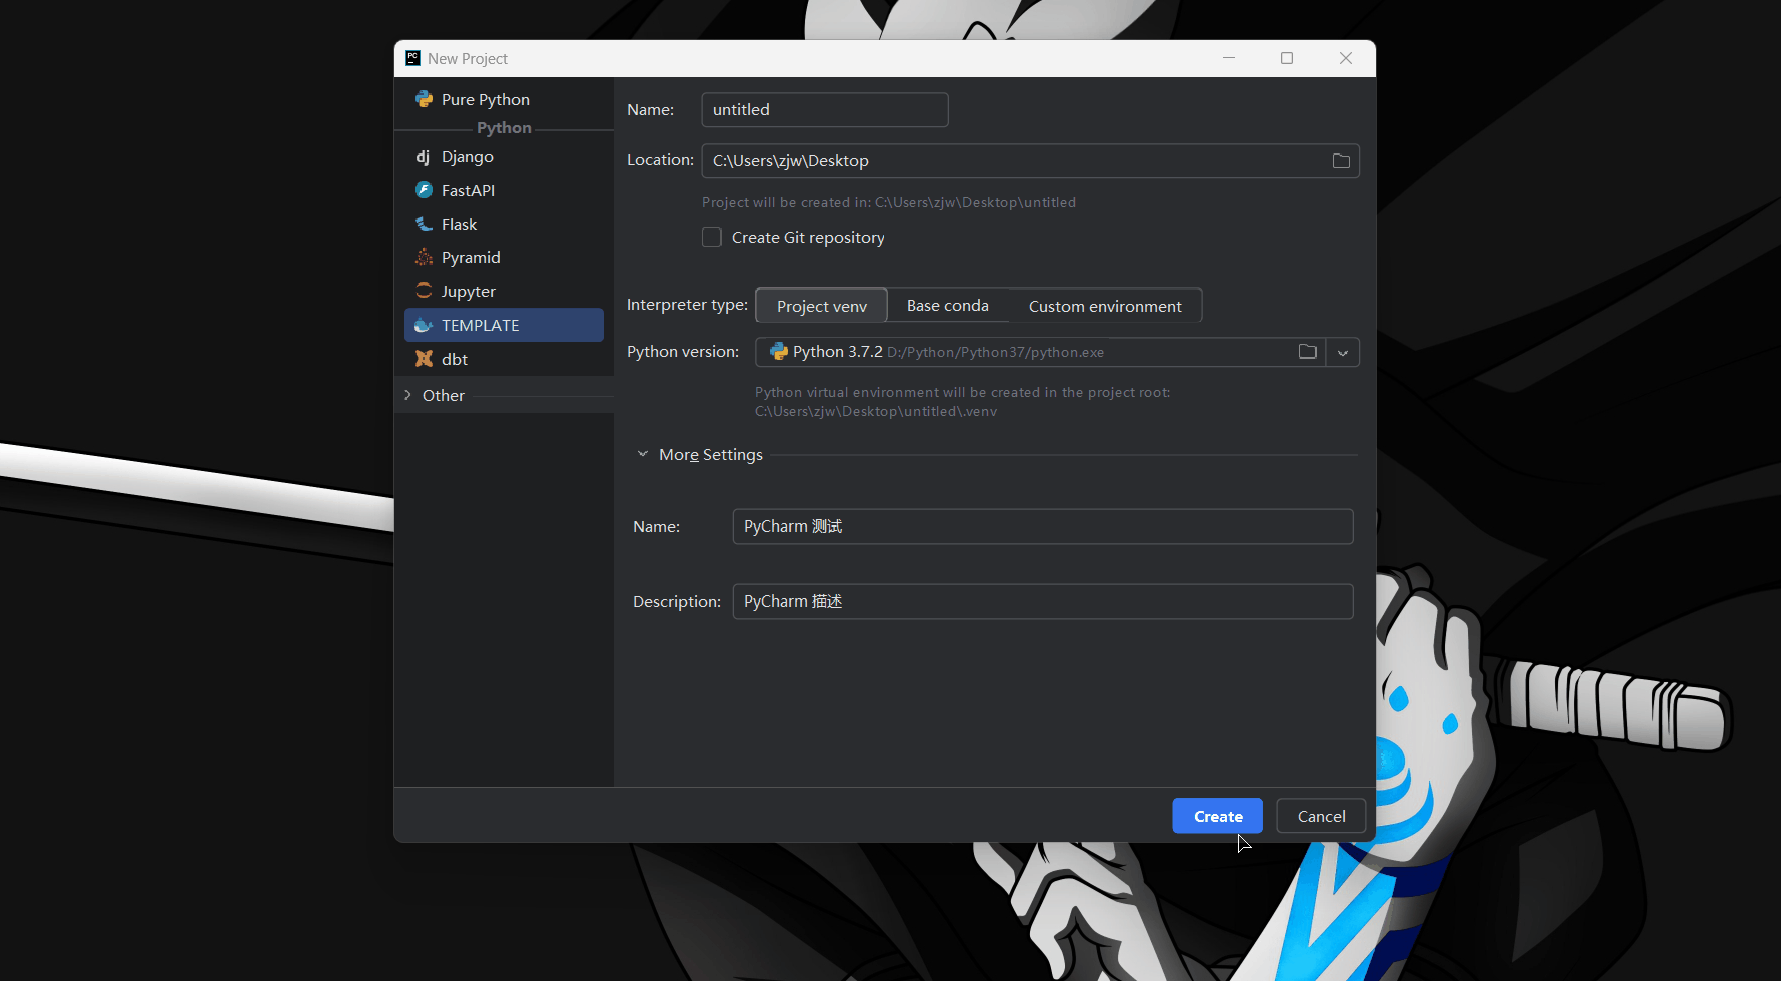 PC New Project
Pure Python
Python
dj Django
FastAPI
Flask
Pyramid
Jupyter
TEMPLATE
dbt
Other
Name: untitled
Location: C:\Users\zjw\Desktop
Project will be created in: C:\Users\zjw\Desktop\untitled
Create Git repository
Interpreter type: Project venv Base conda Custom environment
Python version: Python 3.7.2 D:/Python/Python37/python.exe
Python virtual environment will be created in the project root:
C:\Users\zjw\Desktop\untitled\.venv
More Settings
Name: PyCharm 测试
Description: PyCharm 描述
Create Cancel